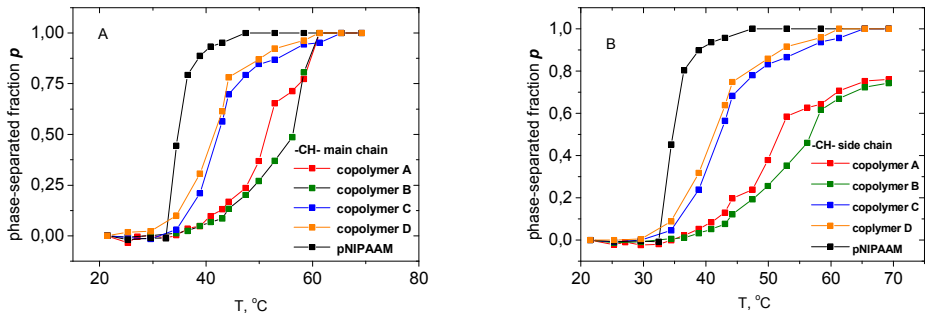 A
phase-separated fraction p
1,00
0,75
0,50
0,25
0,00
-CH- main chain
copolymer A
copolymer B
copolymer C
copolymer D
pNIPAAM
20 40 60 80
T, °C
B
phase-separated fraction p
1,0
0,8
0,6
0,4
0,2
0,0
-CH- side chain
copolymer A
copolymer B
copolymer C
coplymer D
pNIPAAM
20 30 40 50 60 70
T, °C